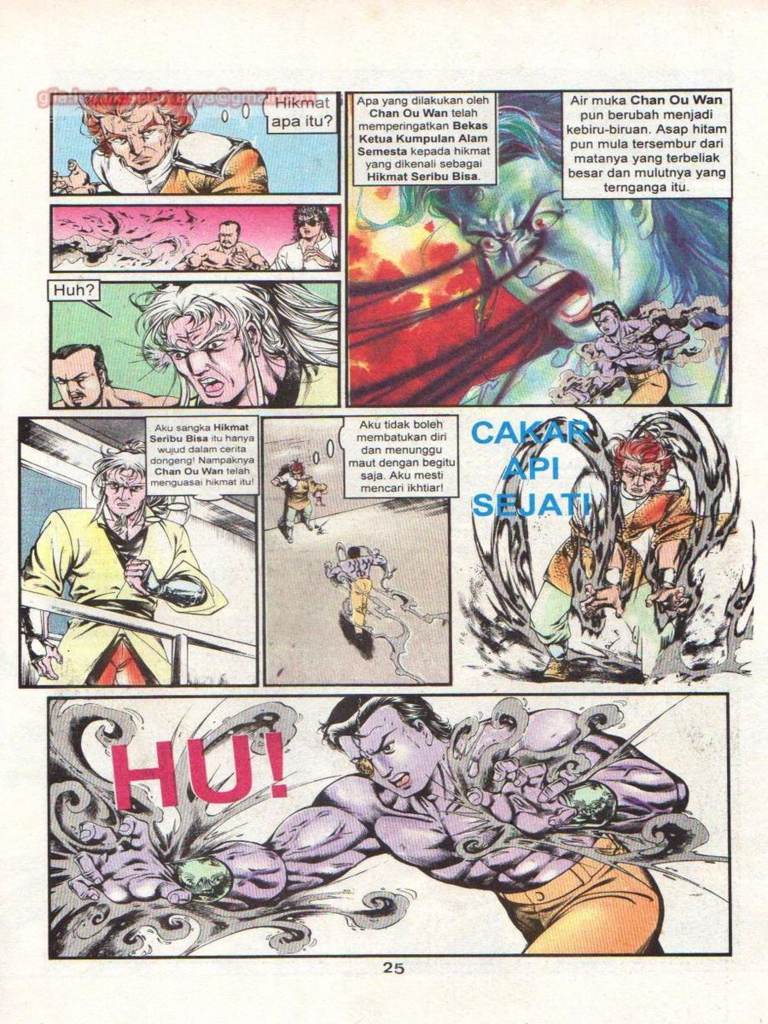 Hikmat
apa itu?
Apa yang dilakukan oleh
Chan Ou Wan telah
memperingatkan Bekas
Ketua Kumpulan Alam
Semesta kepada hikmat
yang dikenali sebagai
Hikmat Seribu Bisa.
Air muka Chan Ou Wan
pun berubah menjadi
kebiru-biruan. Asap hitam
pun mula tersembur dari
matanya yang terbeliak
besar dan mulutnya yang
ternganga itu.
Huh?
Aku sangka Hikmat
Seribu Bisa itu hanya
wujud dalam cerita
dongeng! Nampaknya
Chan Ou Wan telah
menguasai hikmat itu!
Aku tidak boleh
membatukan diri
dan menunggu
maut dengan begitu
saja. Aku mesti
mencari ikhtiar!
CAKAR
API
SEJATI
HU!
25